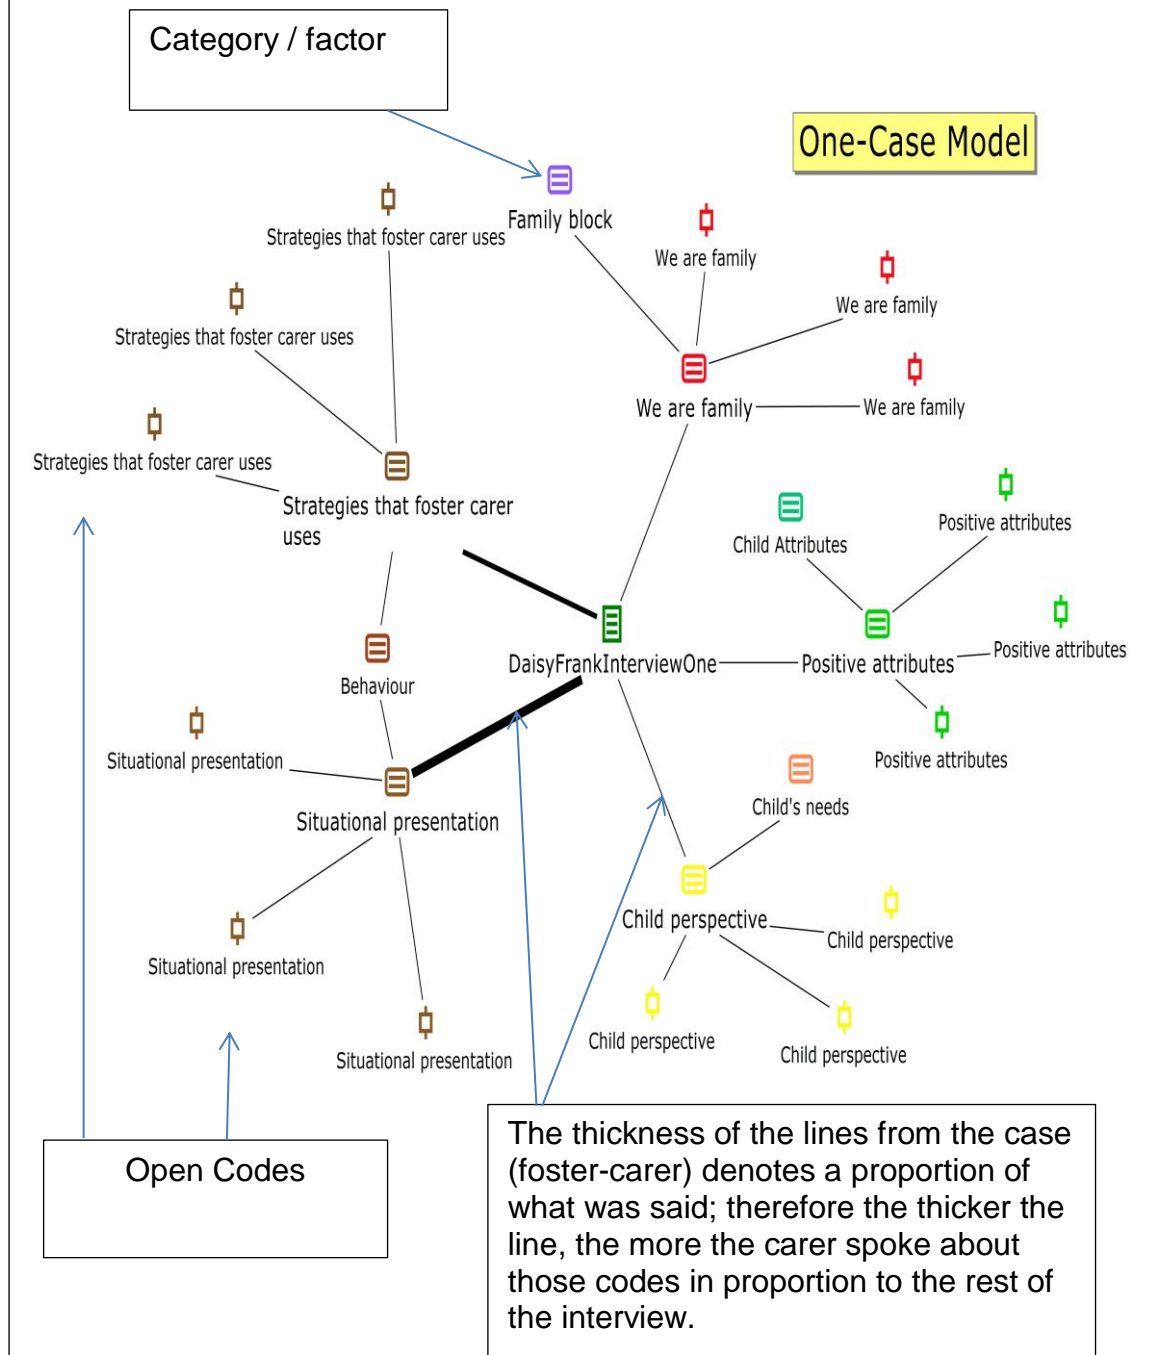 Category / factor
One-Case Model
Family block
Strategies that foster carer uses
We are family
We are family
Strategies that foster carer uses
We are family
We are family
Strategies that foster carer uses
Strategies that foster carer
uses
Child Attributes
Positive attributes
DaisyFrankInterviewOne
Positive attributes
Positive attributes
Positive attributes
Behaviour
Situational presentation
Situational presentation
Child's needs
Child perspective
Child perspective
Situational presentation
Situational presentation
Child perspective
Child perspective
Open Codes
The thickness of the lines from the case
(foster-carer) denotes a proportion of
what was said; therefore the thicker the
line, the more the carer spoke about
those codes in proportion to the rest of
the interview.